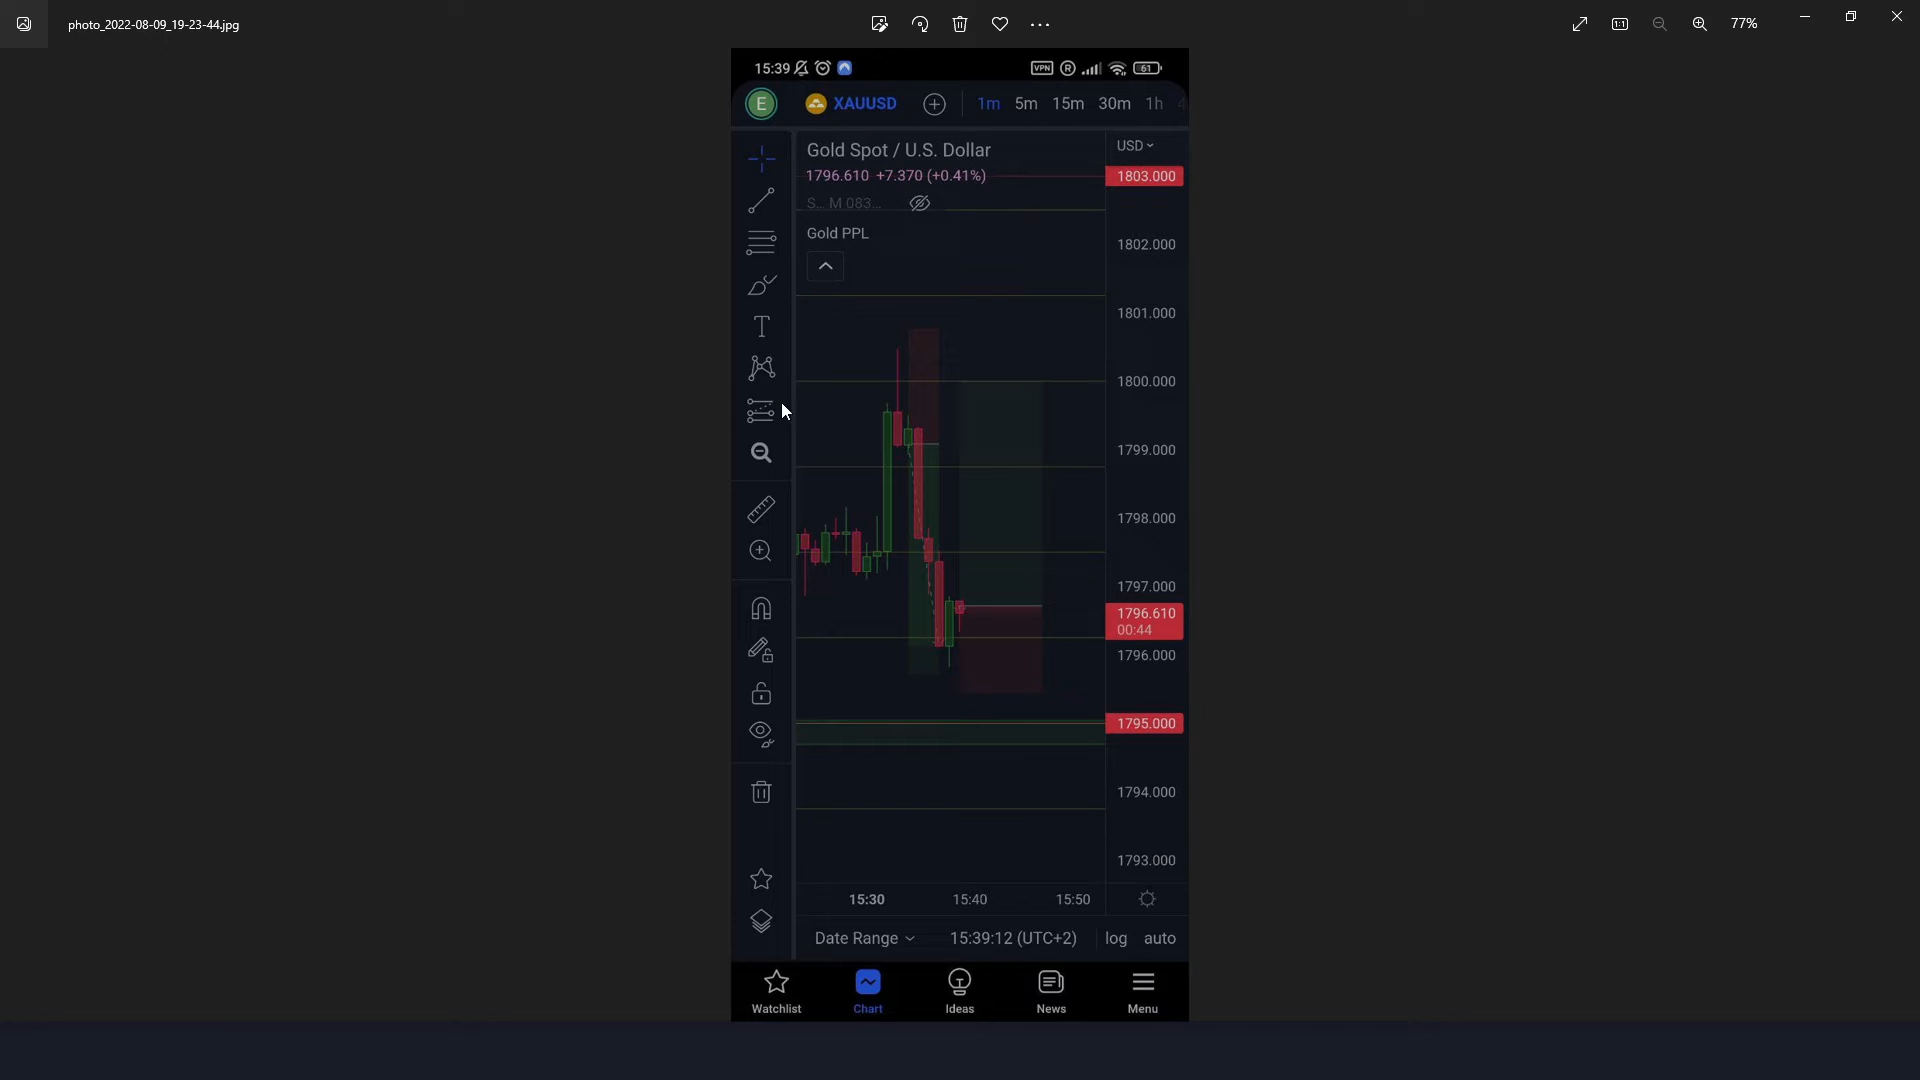 photo_2022-08-09_19-23-44.jpg
77%
15:39
VPN R 61
E XAUUSD 1m 5m 15m 30m 1h
Gold Spot / U.S. Dollar
USD
1796.610 +7.370 (+0.41%)
1803.000
S... M 083...
Gold PPL
1802.000
1801.000
1800.000
1799.000
1798.000
1797.000
1796.610
00:44
1796.000
1795.000
1794.000
1793.000
15:30 15:40 15:50
Date Range 15:39:12 (UTC+2) log auto
Watchlist Chart Ideas News Menu